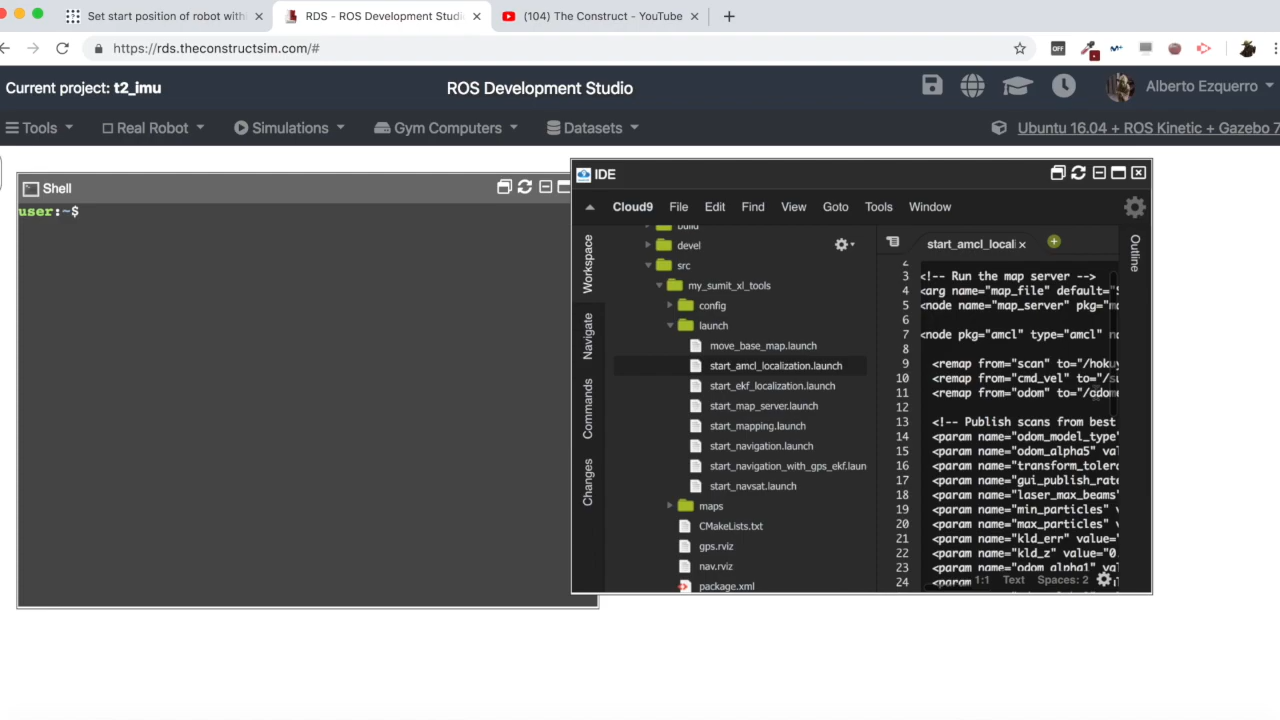 Set start position of robot with
RDS - ROS Development Studi
(104) The Construct - YouTube
https://rds.theconstructsim.com/#
OFF
Current project: t2_imu
ROS Development Studio
Alberto Ezquerro
Tools
Real Robot
Simulations
Gym Computers
Datasets
Ubuntu 16.04 + ROS Kinetic + Gazebo 7
Shell
user:~$
IDE
Cloud9 File Edit Find View Goto Tools Window
Workspace
Navigate
Commands
Changes
build
devel
src
my_sumit_xl_tools
config
launch
move_base_map.launch
start_amcl_localization.launch
start_ekf_localization.launch
start_map_server.launch
start_mapping.launch
start_navigation.launch
start_navigation_with_gps_ekf.laun
start_navsat.launch
maps
CMakeLists.txt
gps.rviz
nav.rviz
package.xml
start_amcl_locali
Outline
2
3 <!-- Run the map server -->
4 <arg name="map_file" default="
5 <node name="map_server" pkg="
6
7 <node pkg="amcl" type="amcl"
8
9 <remap from="scan" to="/hoku
10 <remap from="cmd_vel" to="/
11 <remap from="odom" to="/odom
12
13 <!-- Publish scans from best
14 <param name="odom_model_type"
15 <param name="odom_alpha5" val
16 <param name="transform_tolera
17 <param name="gui_publish_rate
18 <param name="laser_max_beams"
19 <param name="min_particles"
20 <param name="max_particles"
21 <param name="kld_err" value="
22 <param name="kld_z" value="0
23 <param name="odom_alpha1" val
24 <param
1:1 Text Spaces: 2